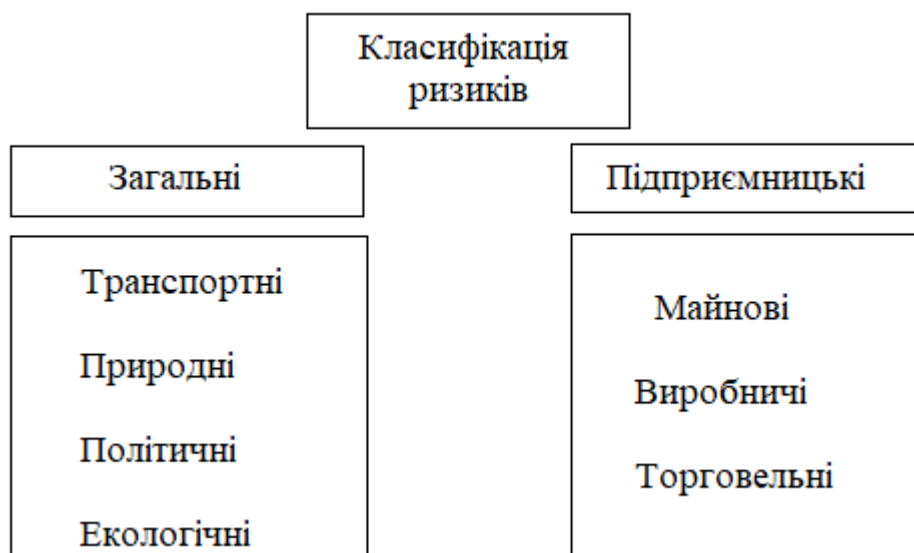 Класифікація
ризиків
Загальні
Підприємницькі
Транспортні
Природні
Політичні
Екологічні
Майнові
Виробничі
Торговельні